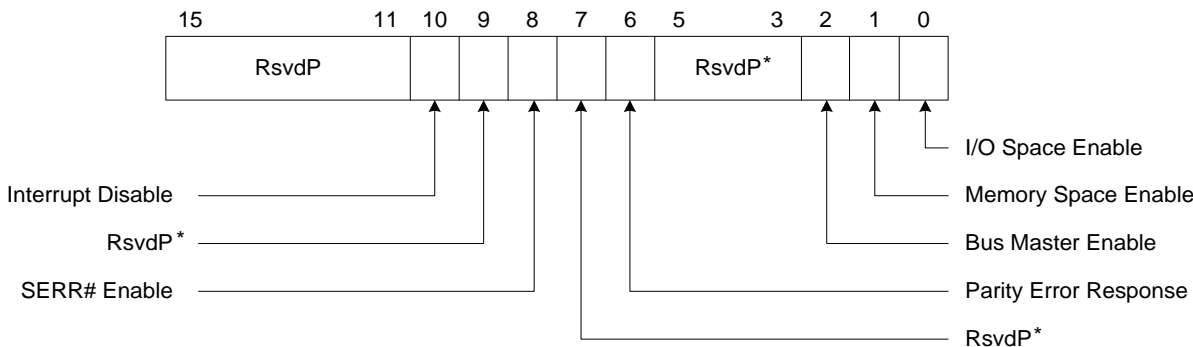 15 11 10 9 8 7 6 5 3 2 1 0
RsvdP RsvdP*
I/O Space Enable
Interrupt Disable Memory Space Enable
RsvdP* Bus Master Enable
SERR# Enable Parity Error Response
RsvdP*